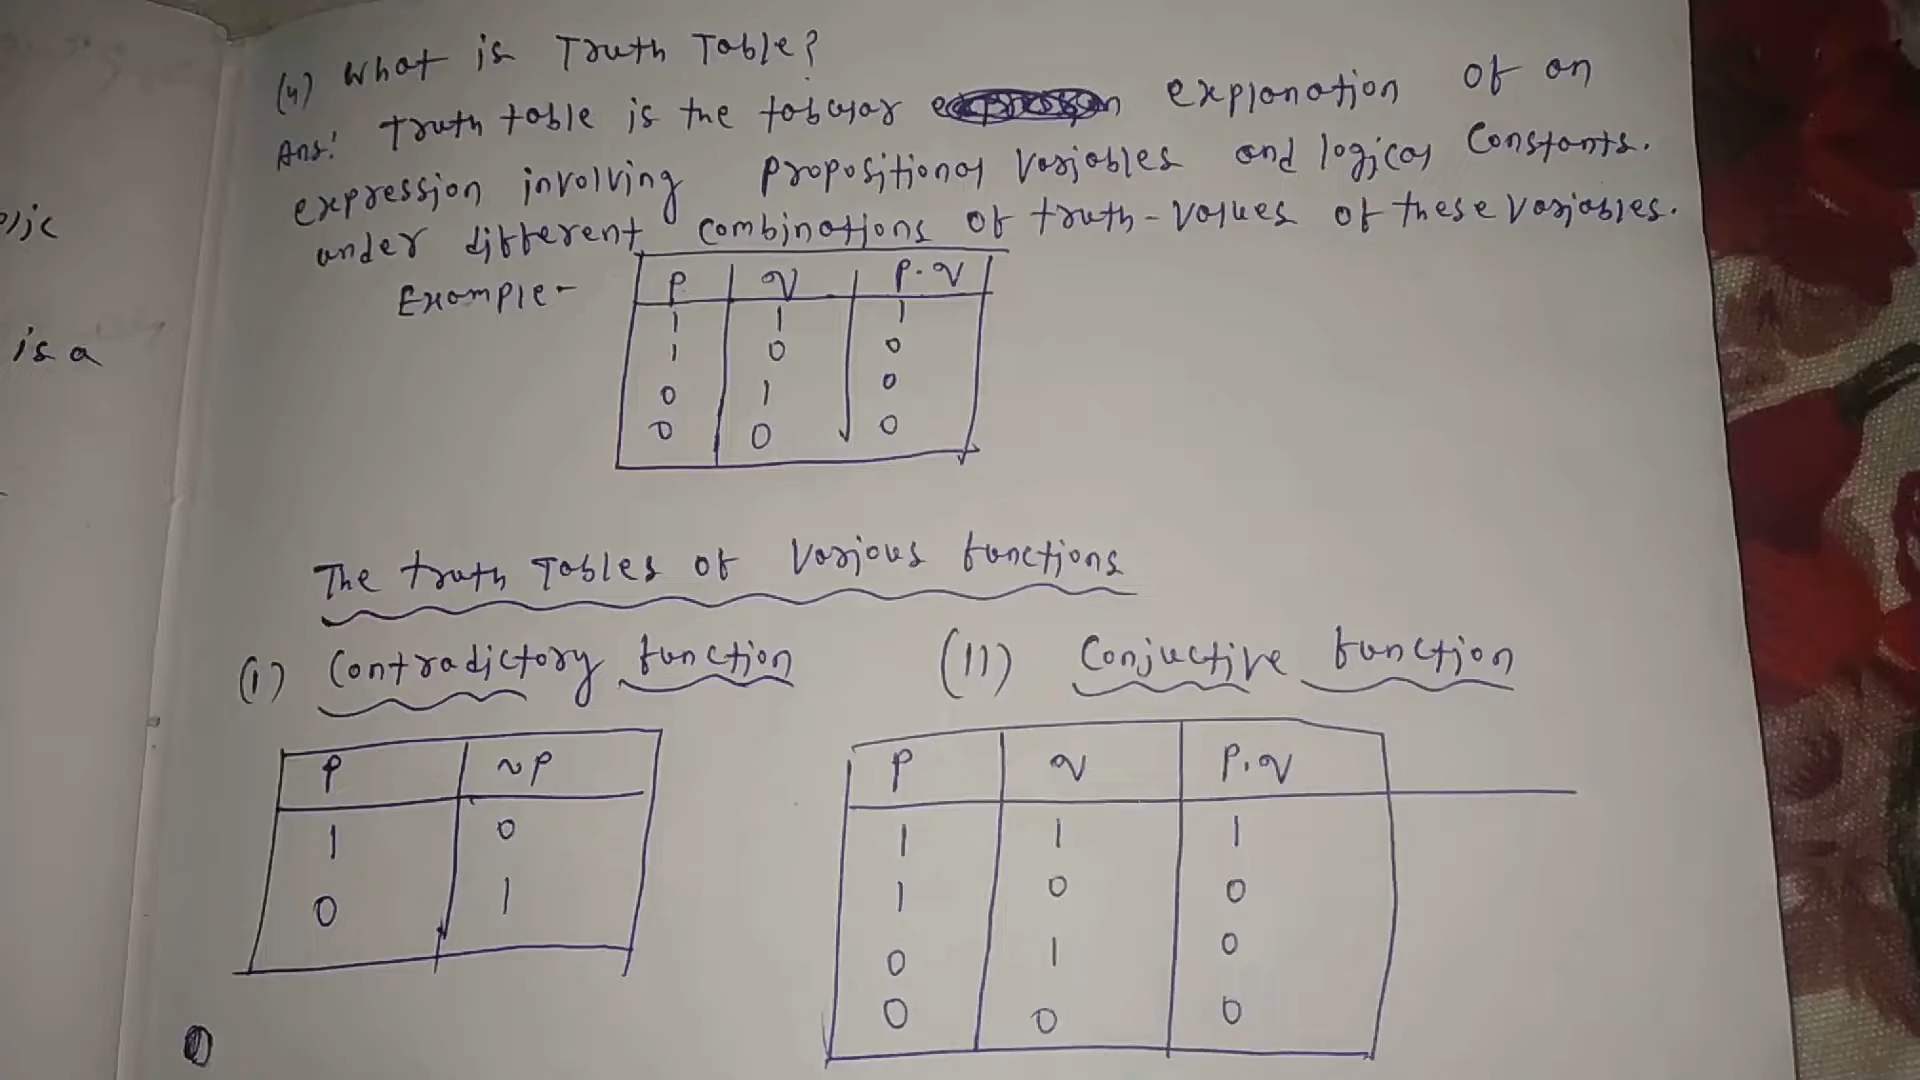 (4) What is Truth Table?
Ans: Truth table is the tabular explanation of an
expression involving propositional variables and logical Constants.
under different combinations of truth-values of these variables.
Example-
p q p.q
1 1 1
1 0 0
0 1 0
0 0 0
The truth Tables of Various functions
(i) Contradictory function
p ~p
1 0
0 1
(II) Conjuctive function
p q p.q
1 1 1
1 0 0
0 1 0
0 0 0
is a